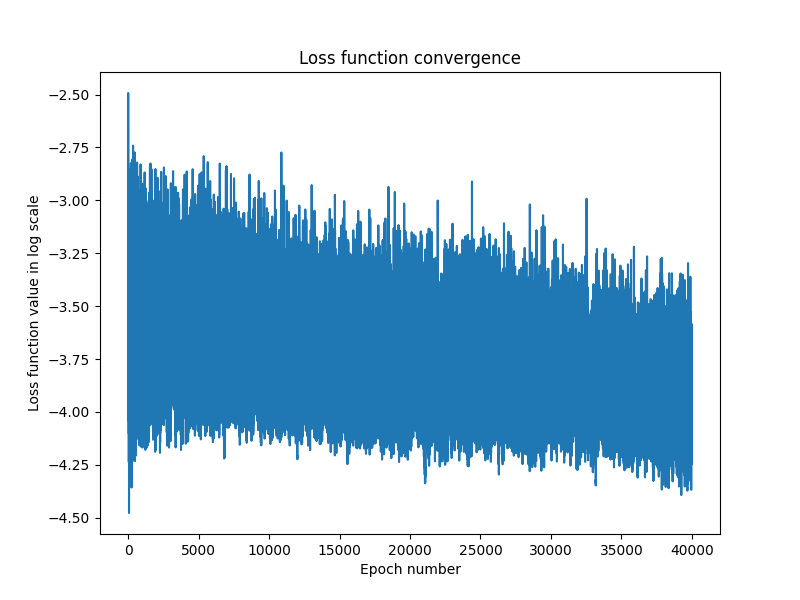 Loss function convergence
−2.50
−2.75
−3.00
−3.25
−3.50
−3.75
−4.00
−4.25
−4.50
Loss function value in log scale
0 5000 10000 15000 20000 25000 30000 35000 40000
Epoch number